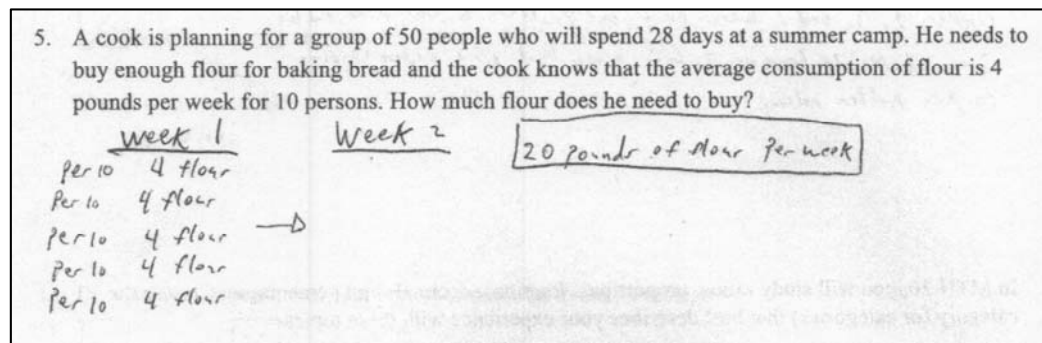 5. A cook is planning for a group of 50 people who will spend 28 days at a summer camp. He needs to
buy enough flour for baking bread and the cook knows that the average consumption of flour is 4
pounds per week for 10 persons. How much flour does he need to buy?
week 1
Per 10 4 flour
Per 10 4 flour
Per 10 4 flour
Per 10 4 flour
Per 10 4 flour
Week 2
20 pounds of flour Per week